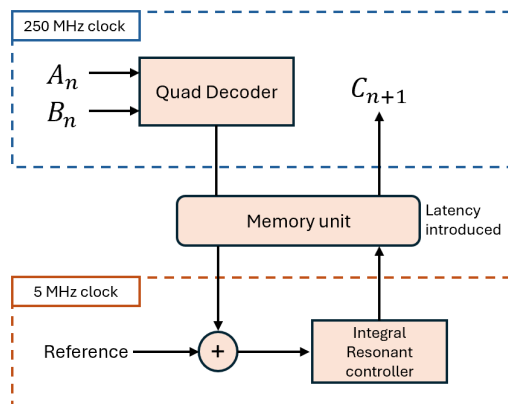 250 MHz clock
Aₙ
Bₙ
Quad Decoder
Cₙ₊₁
Memory unit
Latency
introduced
5 MHz clock
Reference
+
Integral
Resonant
controller